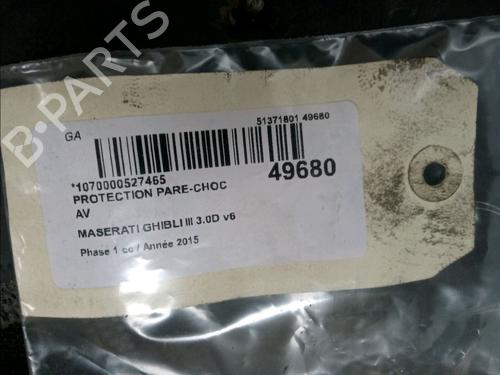 B-PARTS
GA
51371801 49680
*1070000527465
49680
PROTECTION PARE-CHOC
AV
MASERATI GHIBLI III 3.0D v6
Phase 1 cc / Année 2015